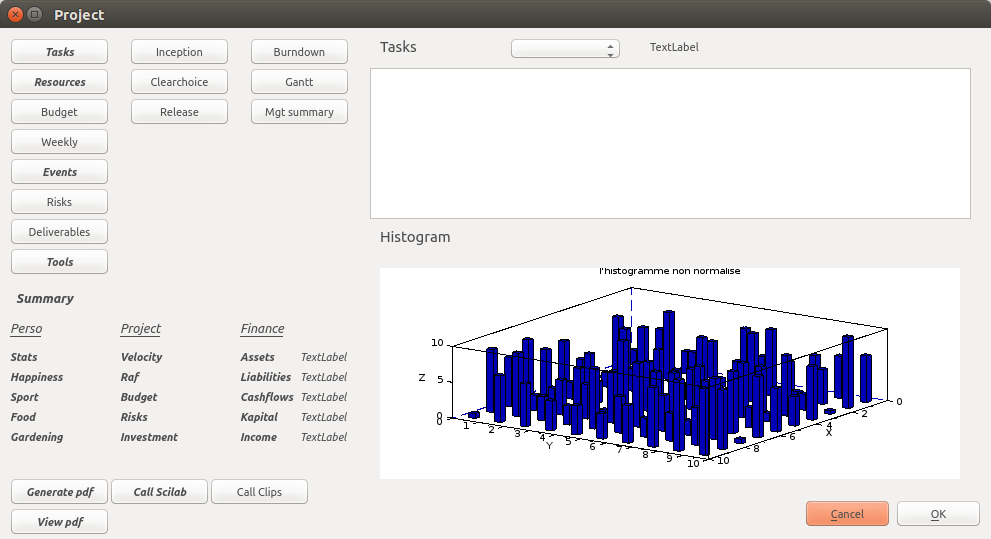 Project
Tasks Inception Burndown
Resources Clearchoice Gantt
Budget Release Mgt summary
Weekly
Events
Risks
Deliverables
Tools
Summary
Perso Project Finance
Stats Velocity Assets TextLabel
Happiness Raf Liabilities TextLabel
Sport Budget Cashflows TextLabel
Food Risks Kapital TextLabel
Gardening Investment Income TextLabel
Generate pdf Call Scilab Call Clips
View pdf
Tasks TextLabel
Histogram
l'histogramme non normalise
10
Z 5
0
0 1 2 3 4 5 6 7 8 9 10
Y
10 8 6 4 2 0
X
Cancel OK